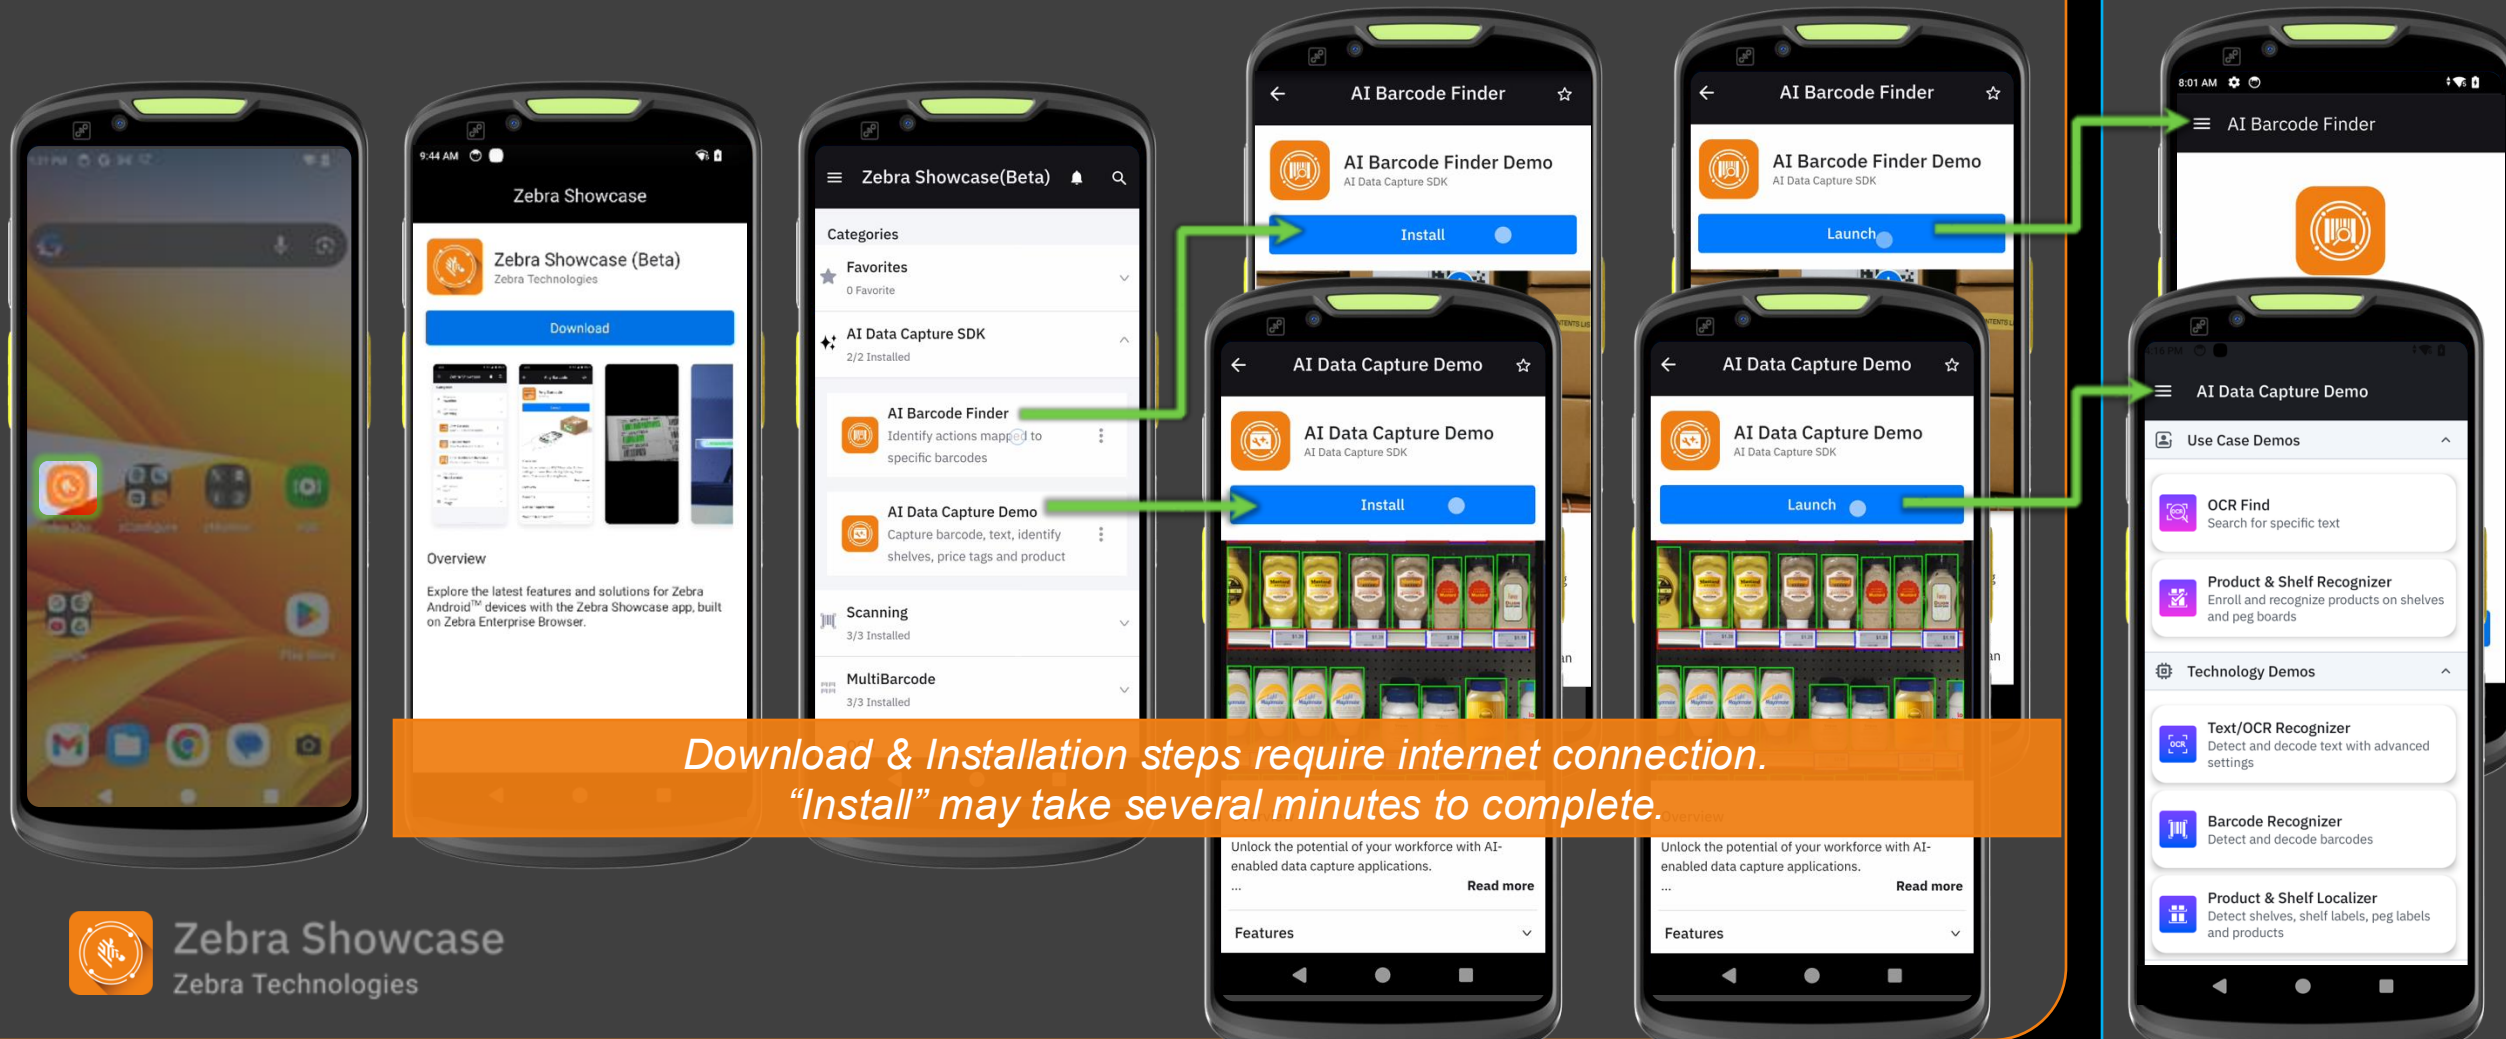 9:44 AM
Zebra Showcase
Zebra Showcase (Beta)
Zebra Technologies
Download
Overview
Explore the latest features and solutions for Zebra
Android™ devices with the Zebra Showcase app, built
on Zebra Enterprise Browser.
Zebra Showcase(Beta)
Categories
Favorites
0 Favorite
AI Data Capture SDK
2/2 Installed
AI Barcode Finder
Identify actions mapped to
specific barcodes
AI Data Capture Demo
Capture barcode, text, identify
shelves, price tags and product
Scanning
3/3 Installed
MultiBarcode
3/3 Installed
AI Barcode Finder
AI Barcode Finder Demo
AI Data Capture SDK
Install
AI Data Capture Demo
AI Data Capture Demo
AI Data Capture SDK
Install
Unlock the potential of your workforce with AI-
enabled data capture applications.
...
Read more
Features
AI Barcode Finder
AI Barcode Finder Demo
AI Data Capture SDK
Launch
AI Data Capture Demo
AI Data Capture Demo
AI Data Capture SDK
Launch
Overview
Unlock the potential of your workforce with AI-
enabled data capture applications.
...
Read more
Features
8:01 AM
AI Barcode Finder
4:16 PM
AI Data Capture Demo
Use Case Demos
OCR Find
Search for specific text
Product & Shelf Recognizer
Enroll and recognize products on shelves
and peg boards
Technology Demos
Text/OCR Recognizer
Detect and decode text with advanced
settings
Barcode Recognizer
Detect and decode barcodes
Product & Shelf Localizer
Detect shelves, shelf labels, peg labels
and products
Download & Installation steps require internet connection.
“Install” may take several minutes to complete.
Zebra Showcase
Zebra Technologies